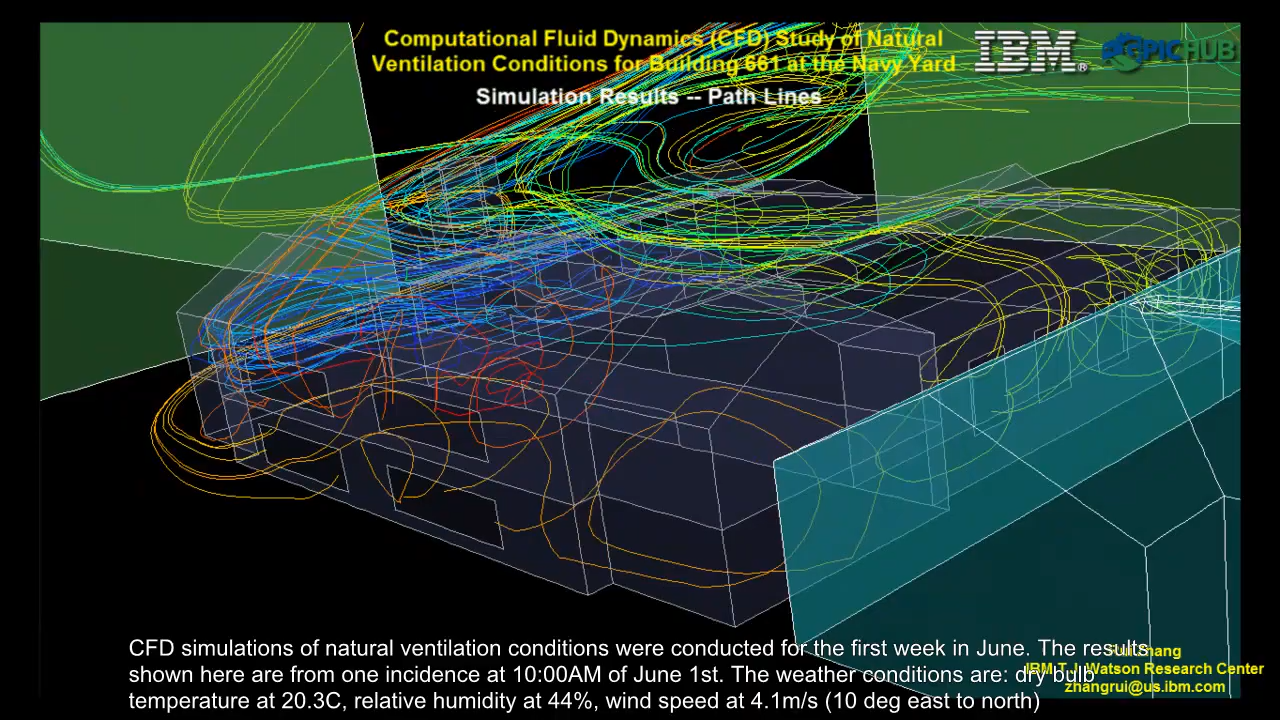 Computational Fluid Dynamics (CFD) Study of Natural
Ventilation Conditions for Building 661 at the Navy Yard
IBM®
EPICHUB
Simulation Results -- Path Lines
CFD simulations of natural ventilation conditions were conducted for the first week in June. The results
shown here are from one incidence at 10:00AM of June 1st. The weather conditions are: dry bulb
temperature at 20.3C, relative humidity at 44%, wind speed at 4.1m/s (10 deg east to north)
Zhang
IBM T.J. Watson Research Center
zhangrui@us.ibm.com